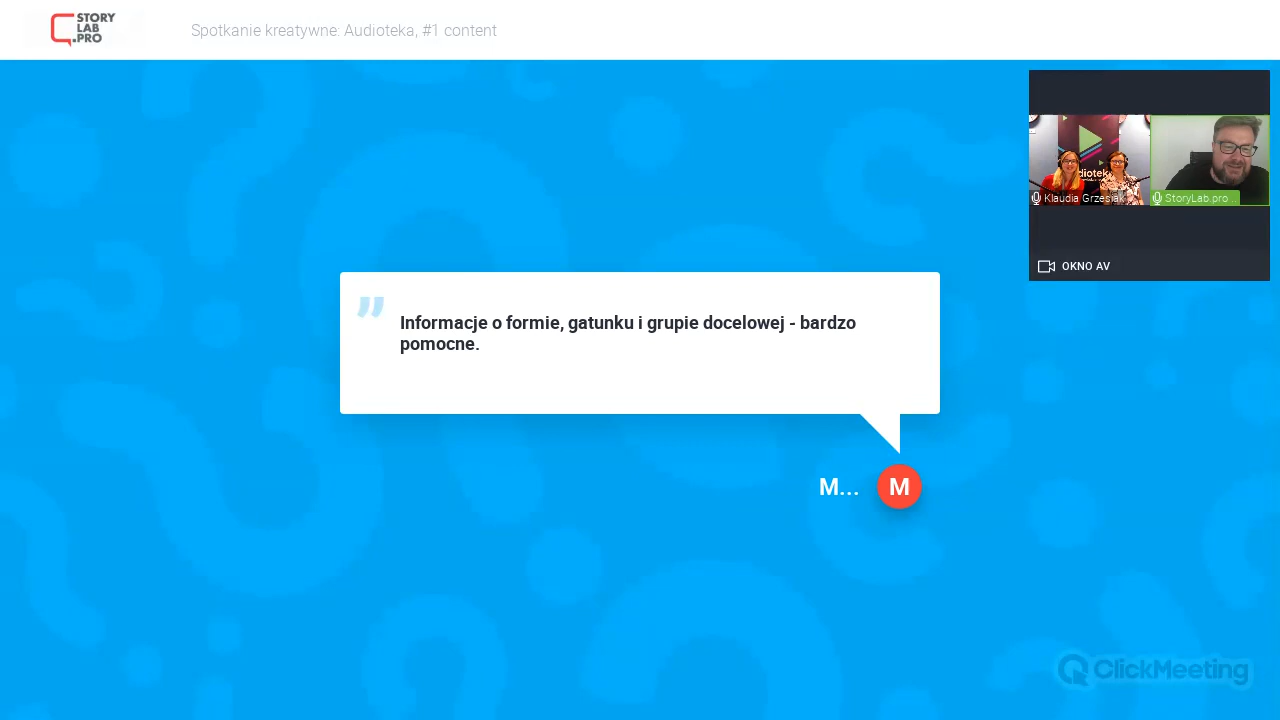 STORY
LAB
.PRO
Spotkanie kreatywne: Audioteka, #1 content
Klaudia Grzesiak
StoryLab.pro ...
OKNO AV
Informacje o formie, gatunku i grupie docelowej - bardzo
pomocne.
M... M
ClickMeeting